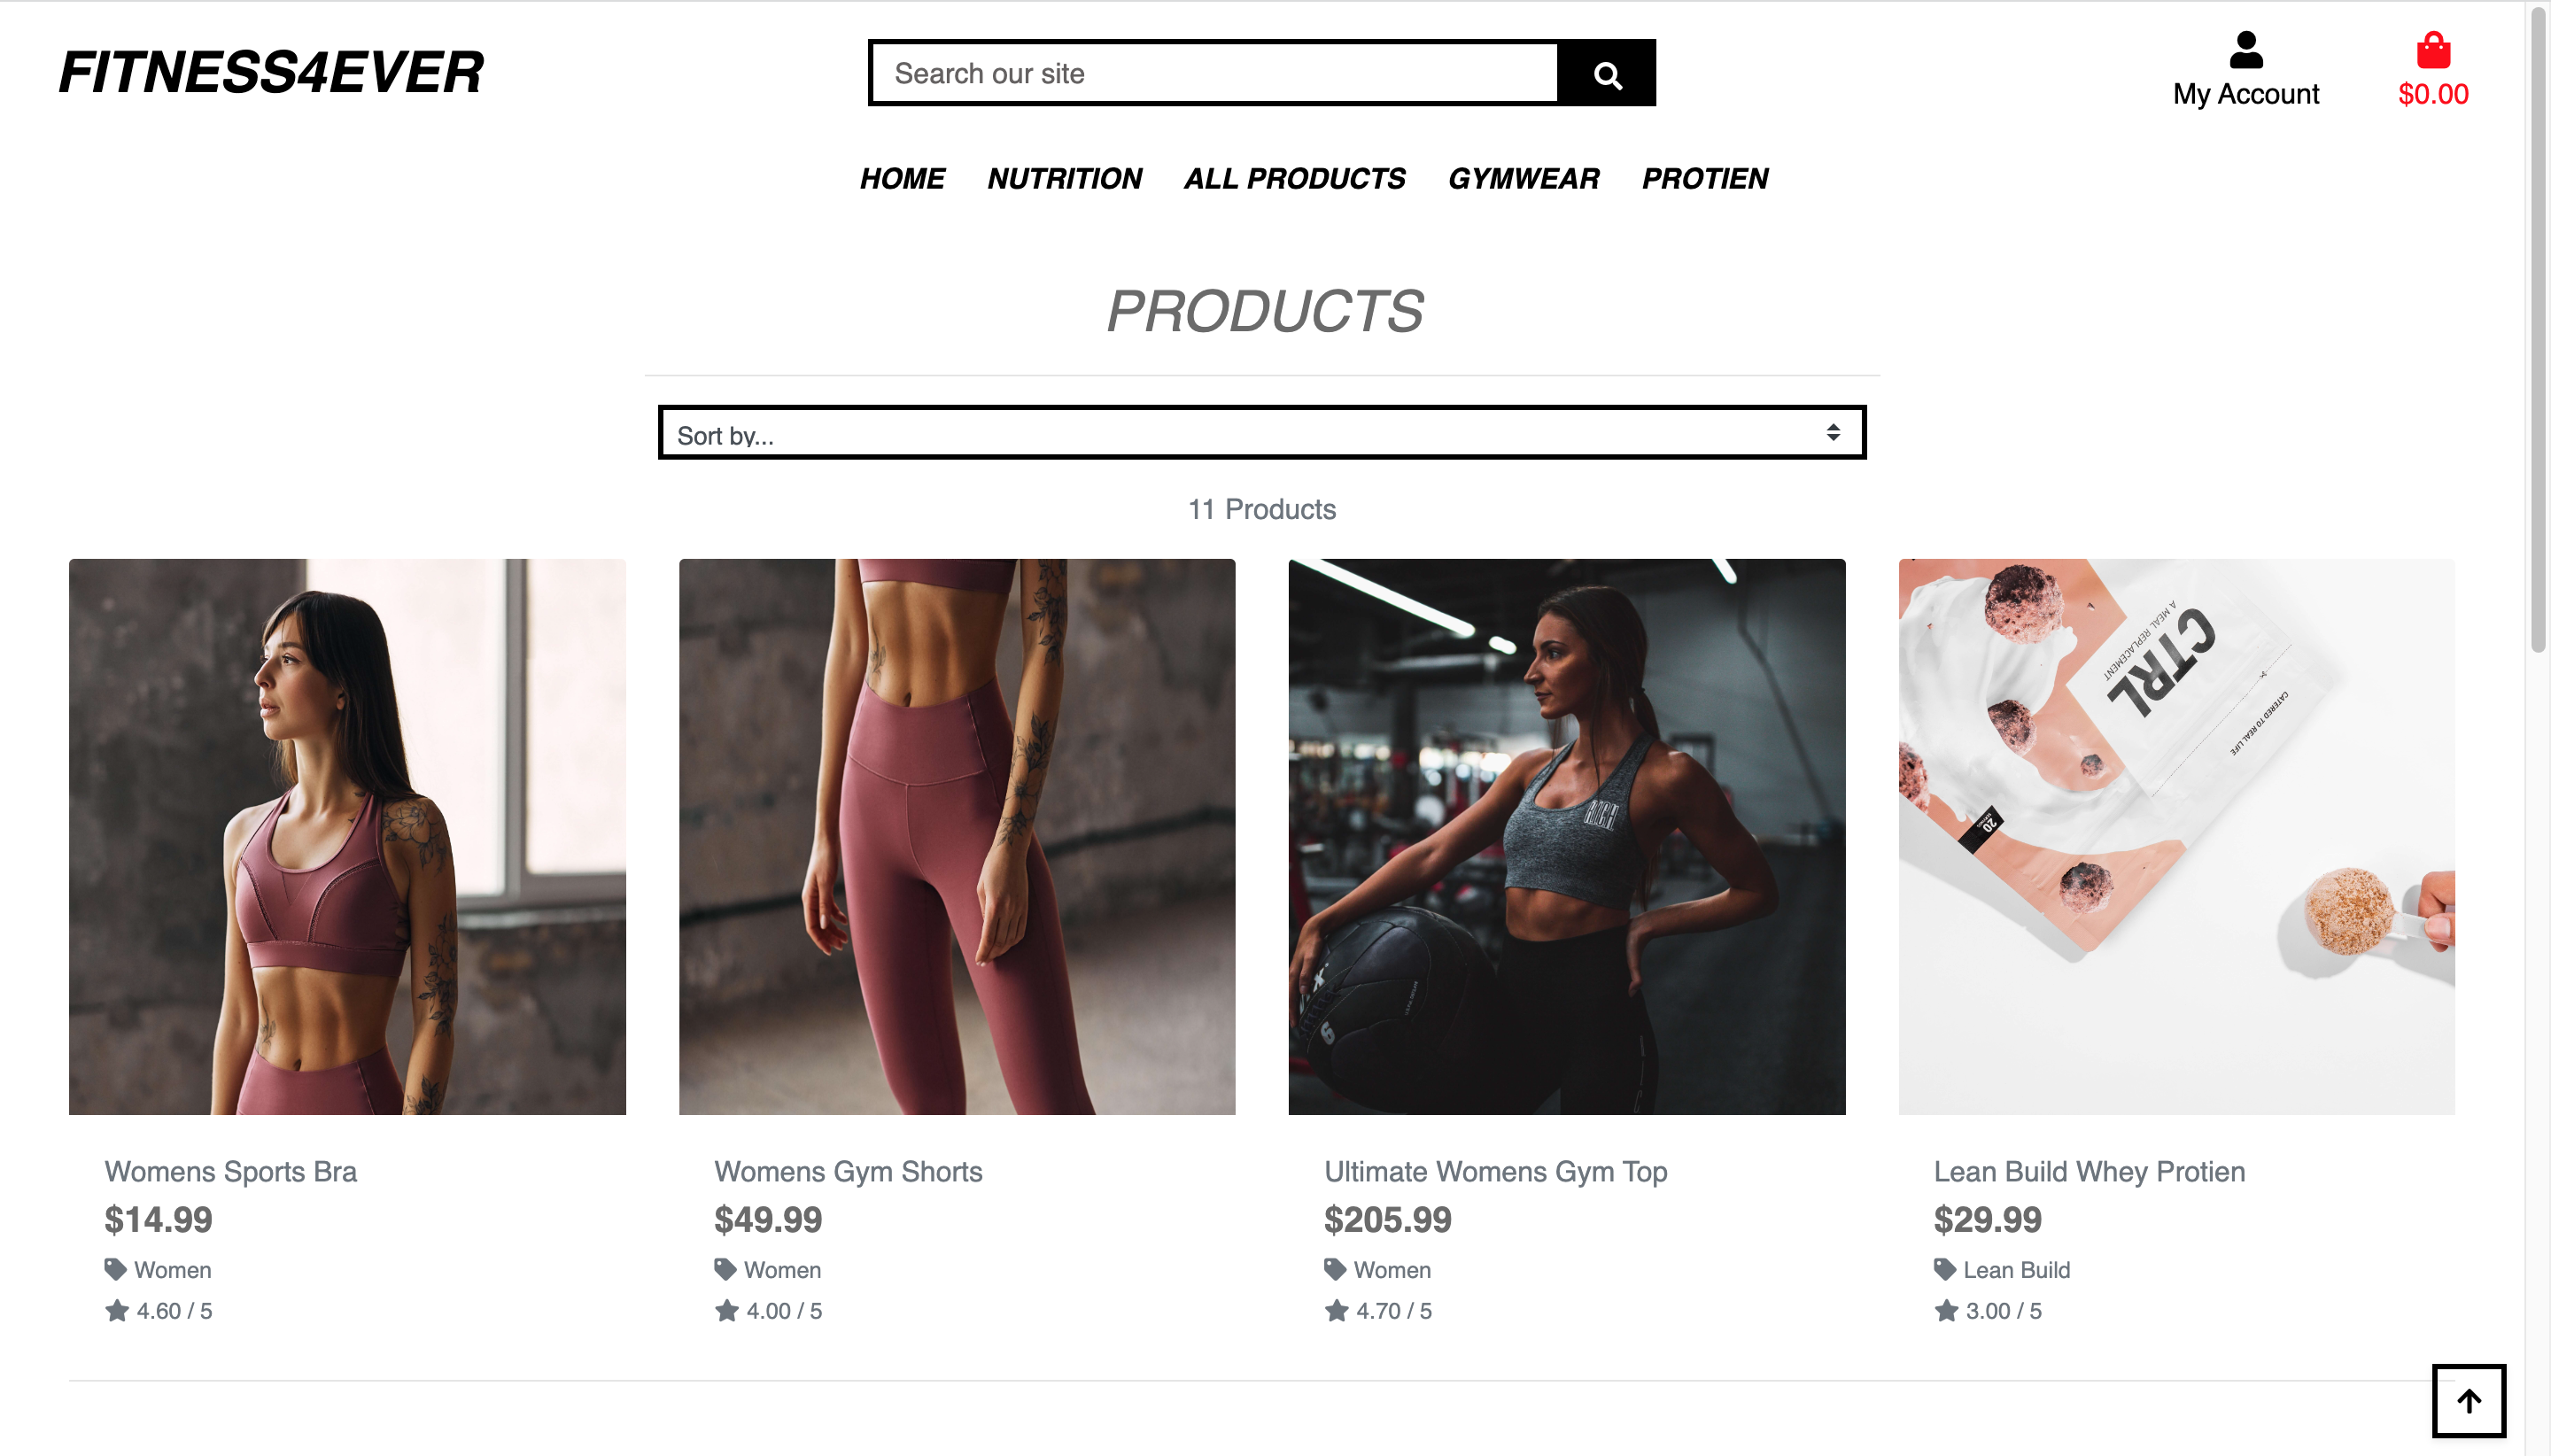 FITNESS4EVER
Search our site
My Account
$0.00
HOME NUTRITION ALL PRODUCTS GYMWEAR PROTIEN
PRODUCTS
Sort by...
11 Products
RICH
6
A MEAL REPLACEMENT
CTRL
CATERED TO REAL LIFE
20
Womens Sports Bra
$14.99
Women
4.60 / 5
Womens Gym Shorts
$49.99
Women
4.00 / 5
Ultimate Womens Gym Top
$205.99
Women
4.70 / 5
Lean Build Whey Protien
$29.99
Lean Build
3.00 / 5